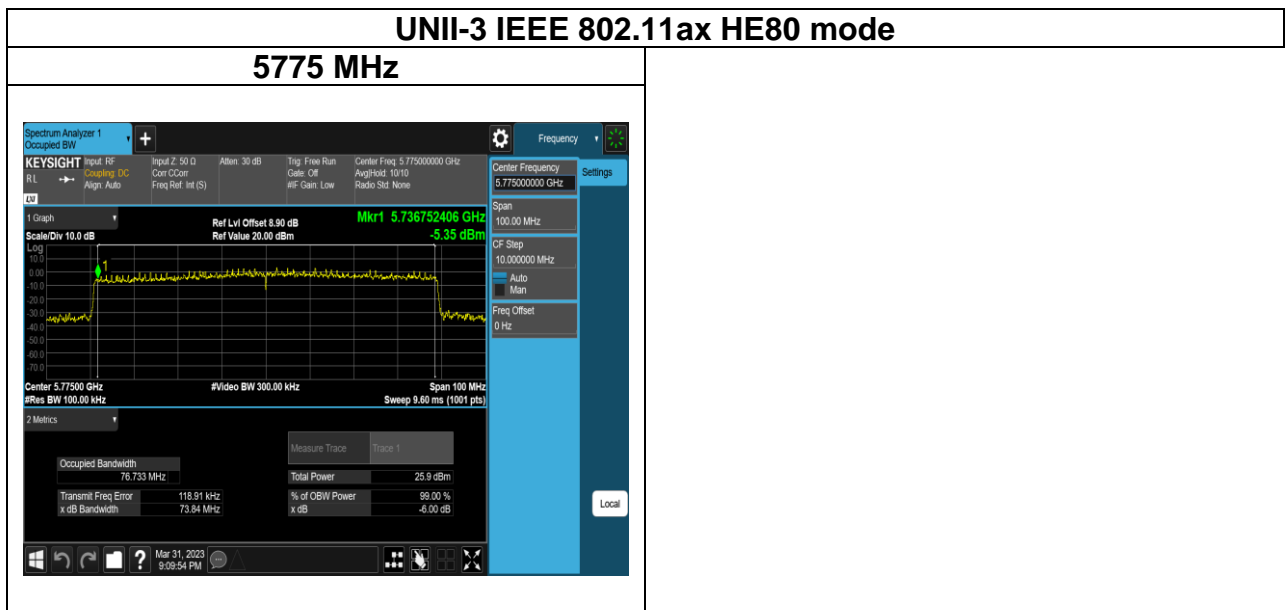 UNII-3 IEEE 802.11ax HE80 mode
5775 MHz
Spectrum Analyzer 1
Occupied BW
Frequency
KEYSIGHT
RL
LXI
Input: RF
Coupling: DC
Align: Auto
Input Z: 50 Ω
Corr CCorr
Freq Ref: Int (S)
Atten: 30 dB
Trig: Free Run
Gate: Off
#IF Gain: Low
Center Freq: 5.775000000 GHz
Avg|Hold: 10/10
Radio Std: None
Center Frequency
5.775000000 GHz
Settings
Span
100.00 MHz
CF Step
10.000000 MHz
Auto
Man
Freq Offset
0 Hz
Local
1 Graph
Scale/Div 10.0 dB
Ref Lvl Offset 8.90 dB
Ref Value 20.00 dBm
Mkr1 5.736752406 GHz
-5.35 dBm
Log
10.0
0.00
-10.0
-20.0
-30.0
-40.0
-50.0
-60.0
-70.0
1
Center 5.77500 GHz
#Res BW 100.00 kHz
#Video BW 300.00 kHz
Span 100 MHz
Sweep 9.60 ms (1001 pts)
2 Metrics
Measure Trace Trace 1
Occupied Bandwidth
76.733 MHz
Total Power 25.9 dBm
Transmit Freq Error 118.91 kHz
% of OBW Power 99.00 %
x dB Bandwidth 73.84 MHz
x dB -6.00 dB
Mar 31, 2023
9:09:54 PM